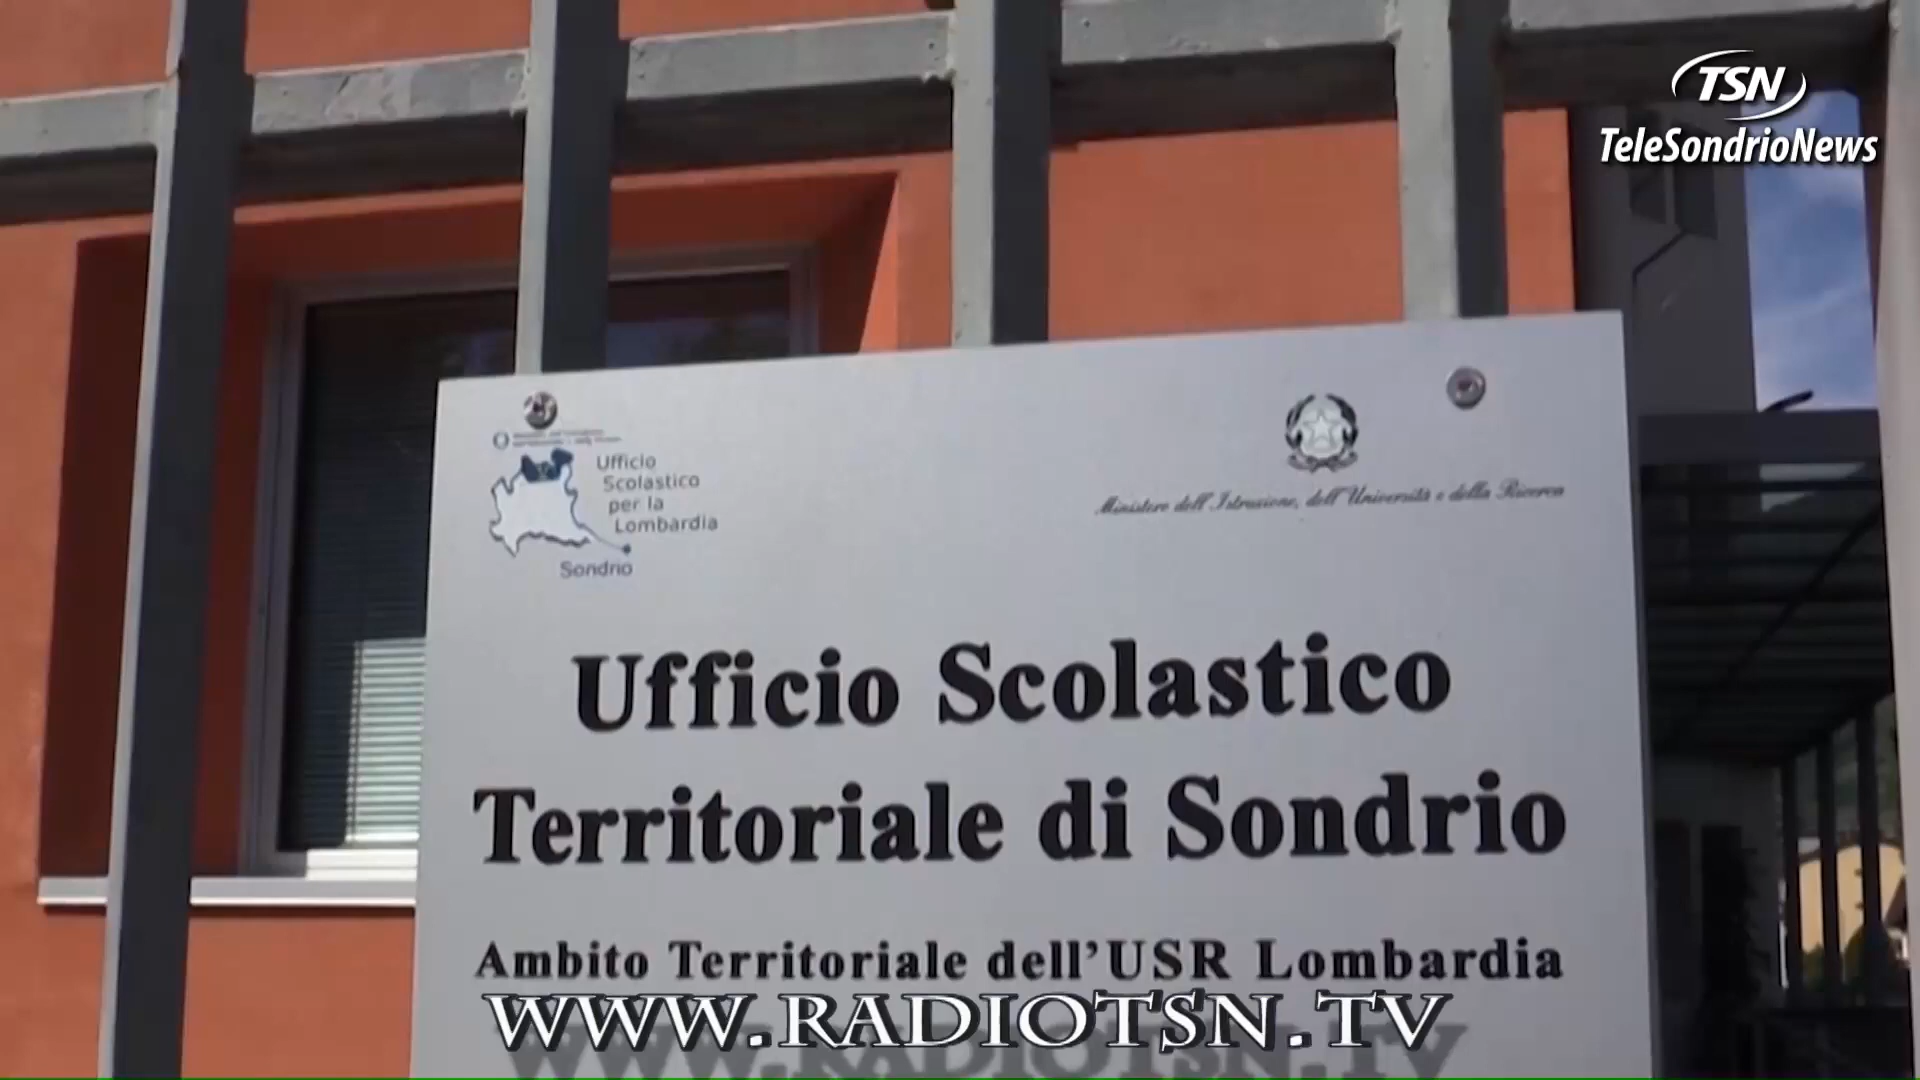 TSN
TeleSondrioNews
Ufficio
Scolastico
per la
Lombardia
Sondrio
Ministero dell'Istruzione, dell'Università e della Ricerca
Ufficio Scolastico
Territoriale di Sondrio
Ambito Territoriale dell'USR Lombardia
WWW.RADIOTSN.TV